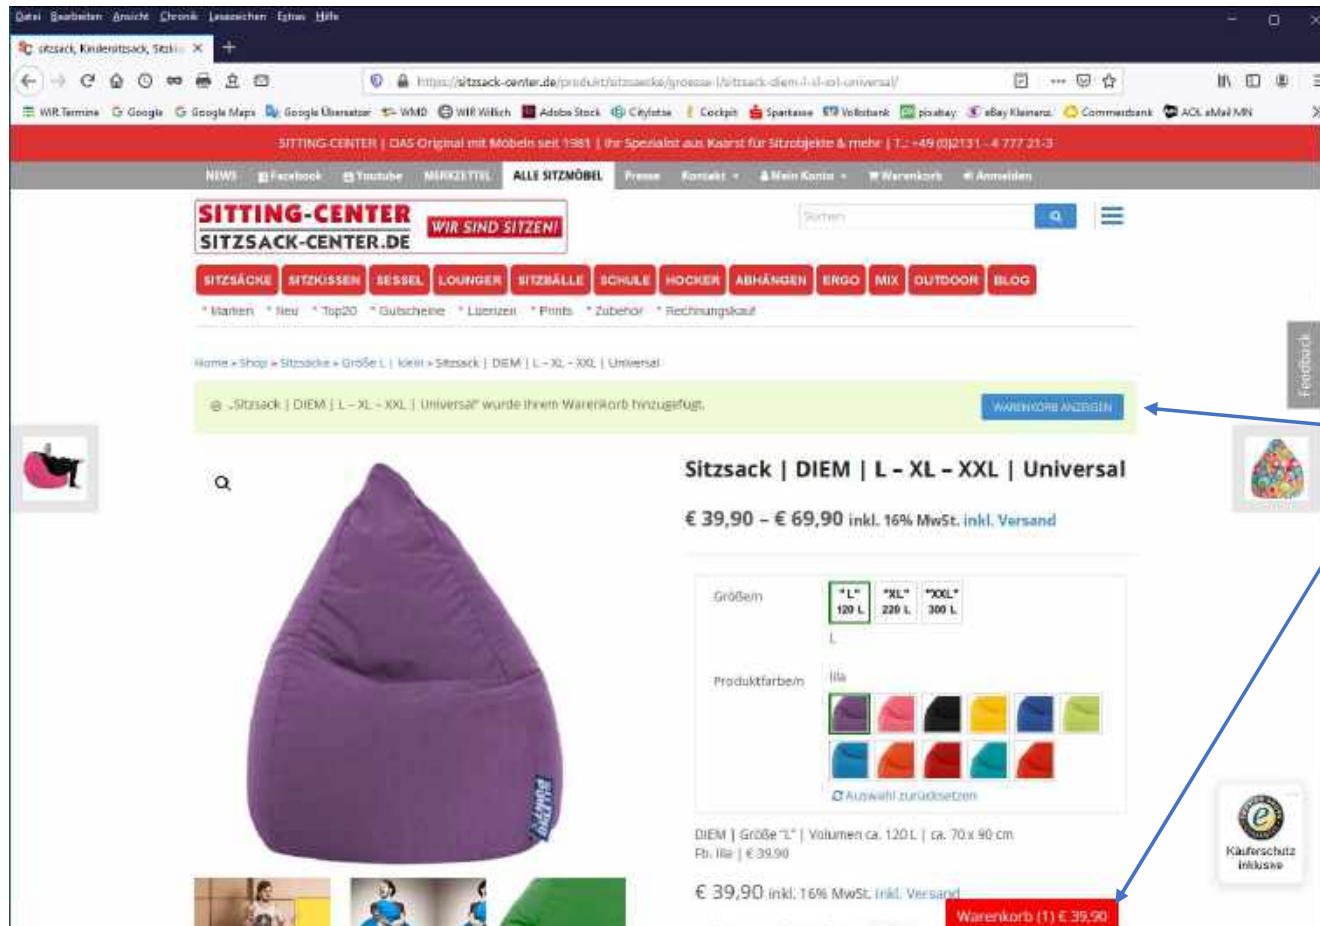 Datei Bearbeiten Ansicht Chronik Lesezeichen Extras Hilfe
sitzsack, Kindersitzsack, Sitzki
https://sitzsack-center.de/produkt/sitzsaecke/groesse-l/sitzsack-diem-l-xl-xxl-universal/
WIR.Termine Google Google Maps Google Übersetzer WMD WIR Willich Adobe Stock Cityfotse Cockpit Sparkasse Volksbank pixabay eBay Kleinanz. Commerzbank AOL eMail MN
SITTING-CENTER | DAS Original mit Möbeln seit 1981 | Ihr Spezialist aus Kaarst für Sitzobjekte & mehr | T.: +49 (0)2131 - 4 777 21-3
NEWS Facebook Youtube MERKZETTEL ALLE SITZMÖBEL Presse Kontakt Mein Konto Warenkorb Anmelden
SITTING-CENTER
SITZSACK-CENTER.DE
WIR SIND SITZEN!
Suchen
SITZSÄCKE SITZKISSEN SESSEL LOUNGER SITZBÄLLE SCHULE HOCKER ABHÄNGEN ERGO MIX OUTDOOR BLOG
* Marken * Neu * Top20 * Gutscheine * Lizenzen * Prints * Zubehör * Rechnungskauf
Feedback
Home » Shop » Sitzsäcke » Größe L | klein » Sitzsack | DIEM | L – XL – XXL | Universal
„Sitzsack | DIEM | L – XL – XXL | Universal“ wurde Ihrem Warenkorb hinzugefügt.
WARENKORB ANZEIGEN
Sitzsack | DIEM | L – XL – XXL | Universal
€ 39,90 – € 69,90 inkl. 16% MwSt. inkl. Versand
Größe/n
"L" 120 L
"XL" 220 L
"XXL" 300 L
L
Produktfarbe/n
lila
Auswahl zurücksetzen
DIEM | Größe "L" | Volumen ca. 120 L | ca. 70 x 90 cm
Fb. lila | € 39,90
€ 39,90 inkl. 16% MwSt. inkl. Versand
Käuferschutz
inklusive
Warenkorb (1) € 39,90